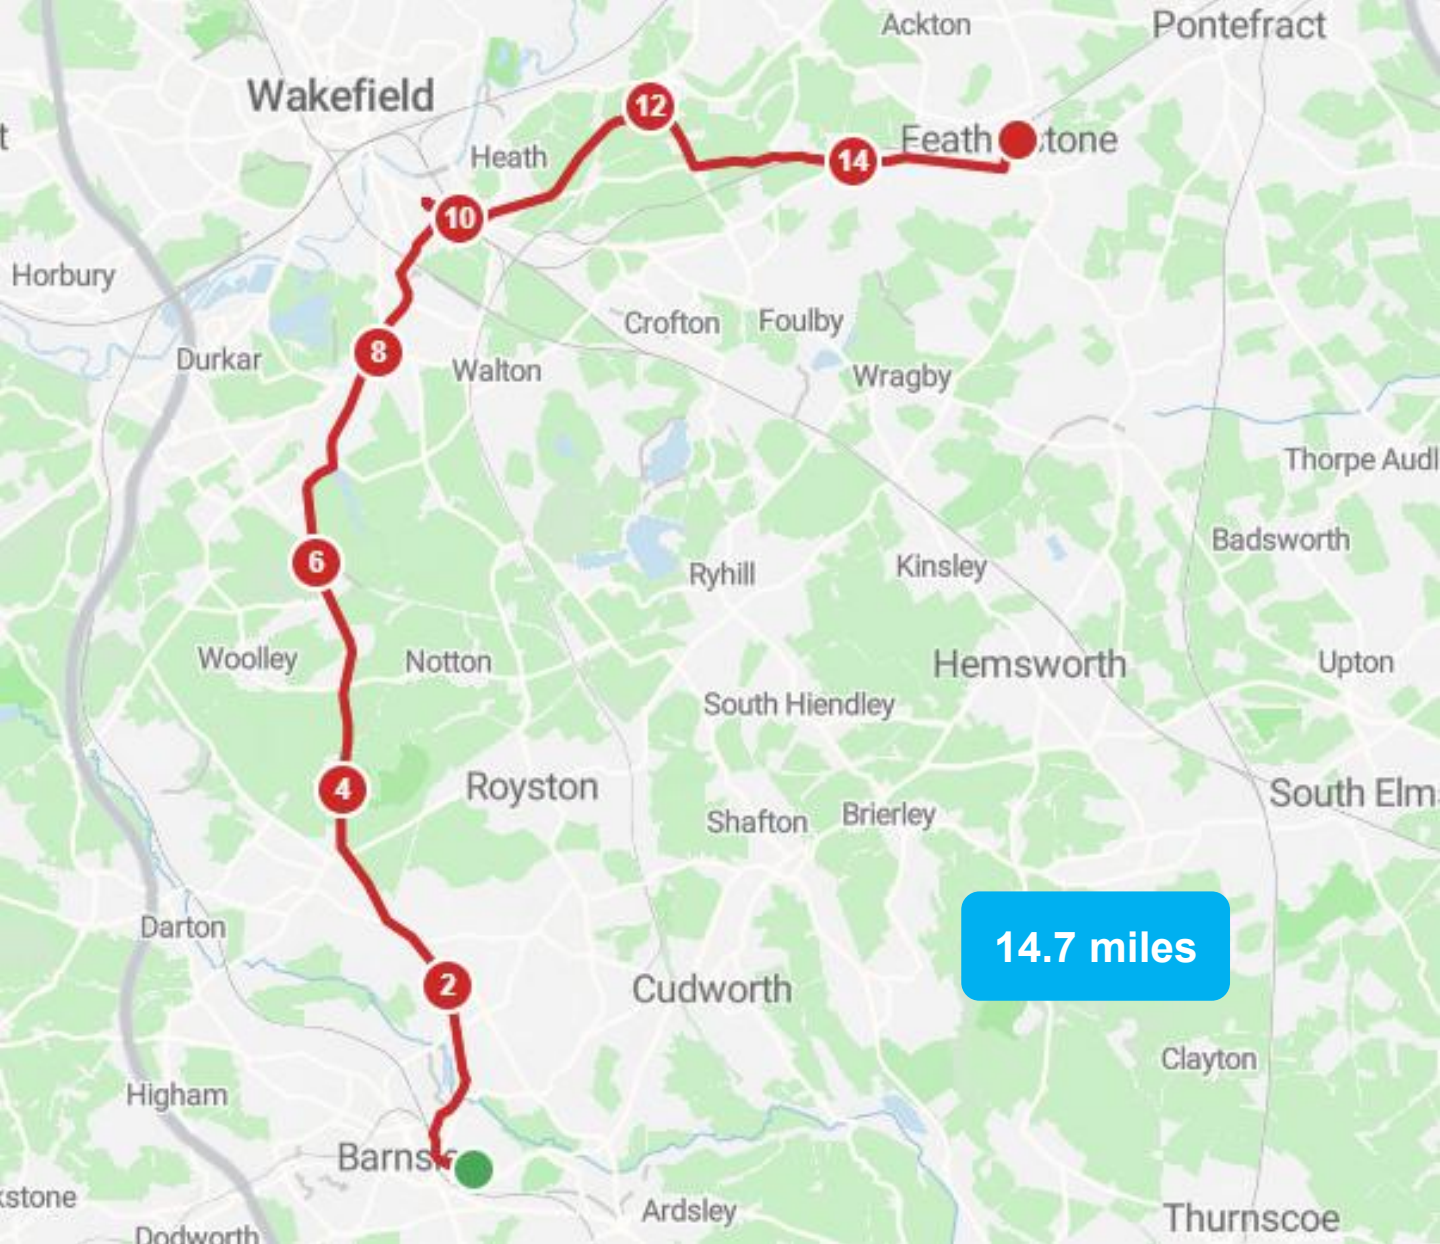 Ackton
Pontefract
Wakefield
12
Heath
14
10
Horbury
Crofton
Foulby
8
Durkar
Walton
Wragby
Thorpe Audl
Badsworth
6
Ryhill
Kinsley
Woolley
Notton
Hemsworth
Upton
South Hiendley
4
Royston
South Elm
Shafton
Brierley
Darton
14.7 miles
2
Cudworth
Clayton
Higham
kstone
Ardsley
Thurnscoe
Dodworth